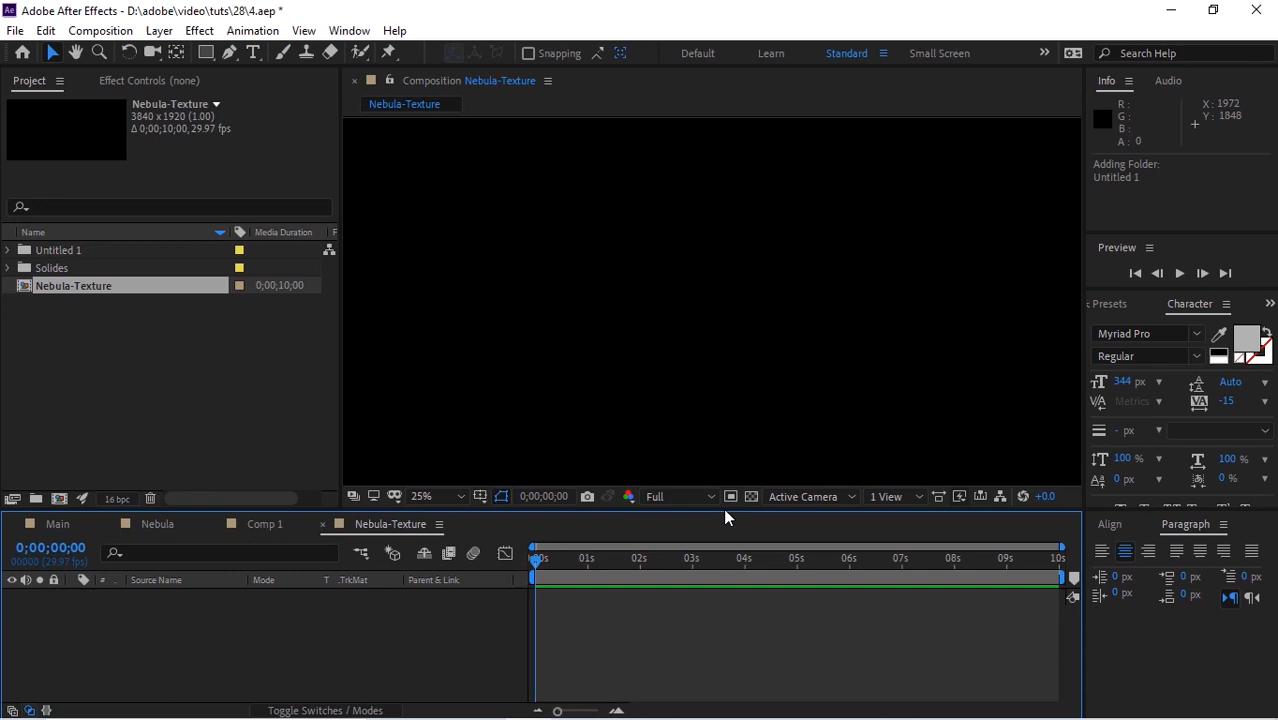 Ae Adobe After Effects - D:\adobe\video\tuts\28\4.aep *
File Edit Composition Layer Effect Animation View Window Help
Snapping Default Learn Standard Small Screen Search Help
Project Effect Controls (none) Composition Nebula-Texture Info Audio
Nebula-Texture
3840 x 1920 (1.00)
Δ 0;00;10;00, 29.97 fps
Nebula-Texture
R :
G :
B :
A : 0
X : 1972
Y : 1848
Adding Folder:
Untitled 1
Name Media Duration F
Untitled 1
Solides
Nebula-Texture 0;00;10;00
Preview
Presets Character
Myriad Pro
Regular
344 px Auto
Metrics -15
- px
100 % 100 %
0 px 0 %
16 bpc 25% 0;00;00;00 Full Active Camera 1 View +0.0
Main Nebula Comp 1 Nebula-Texture
Align Paragraph
0;00;00;00
00000 (29.97 fps)
:00s 01s 02s 03s 04s 05s 06s 07s 08s 09s 10s
# Source Name Mode T .TrkMat Parent & Link
0 px 0 px 0 px
0 px 0 px
Toggle Switches / Modes